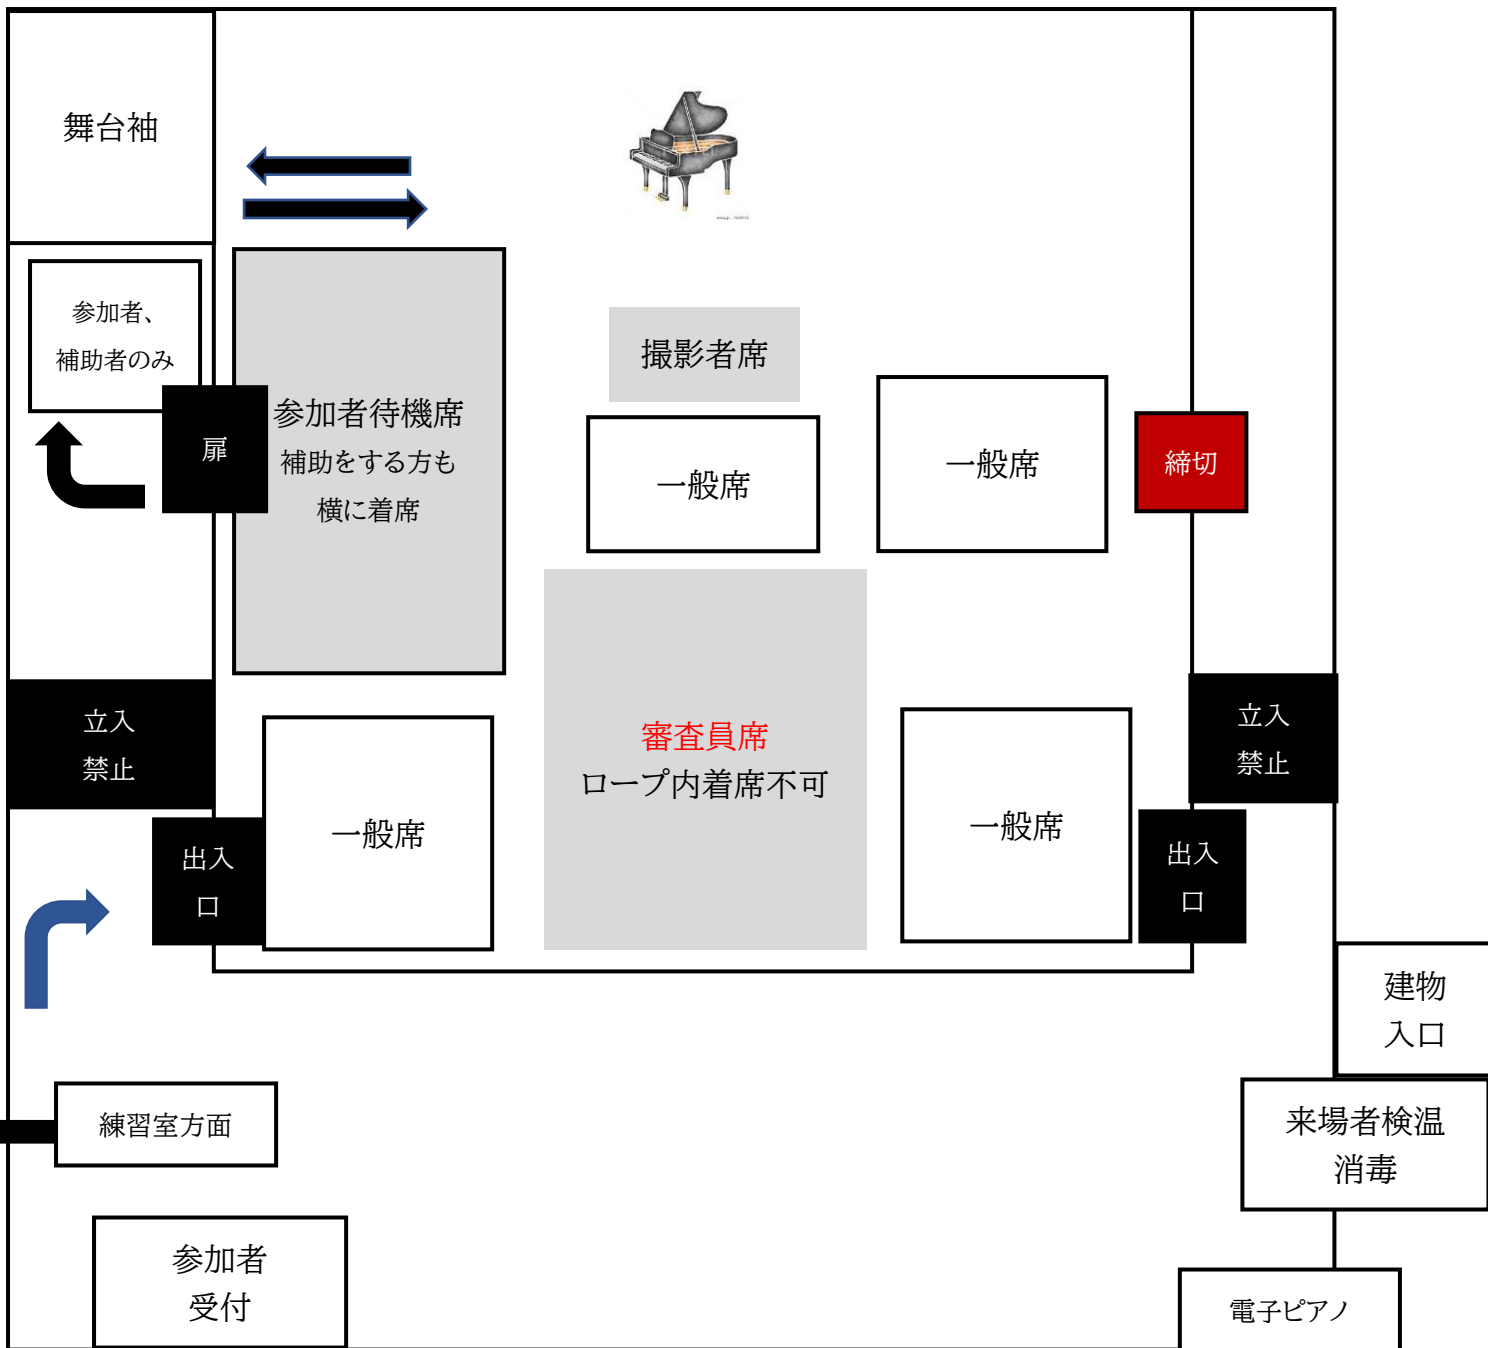 舞台袖
参加者、
補助者のみ
扉
参加者待機席
補助をする方も
横に着席
撮影者席
一般席
一般席
締切
立入
禁止
審査員席
ロープ内着席不可
立入
禁止
一般席
一般席
出入
口
出入
口
建物
入口
練習室方面
来場者検温
消毒
参加者
受付
電子ピアノ